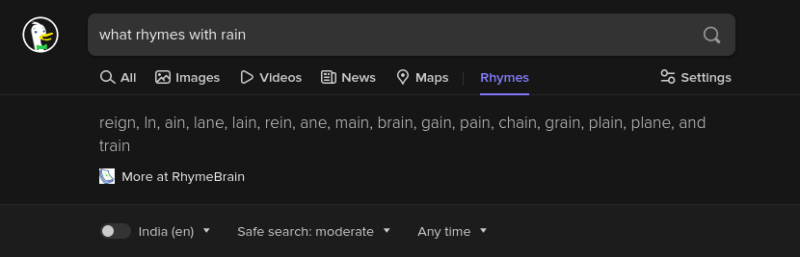 what rhymes with rain
All Images Videos News Maps Rhymes Settings
reign, ln, ain, lane, lain, rein, ane, main, brain, gain, pain, chain, grain, plain, plane, and
train
More at RhymeBrain
India (en) Safe search: moderate Any time